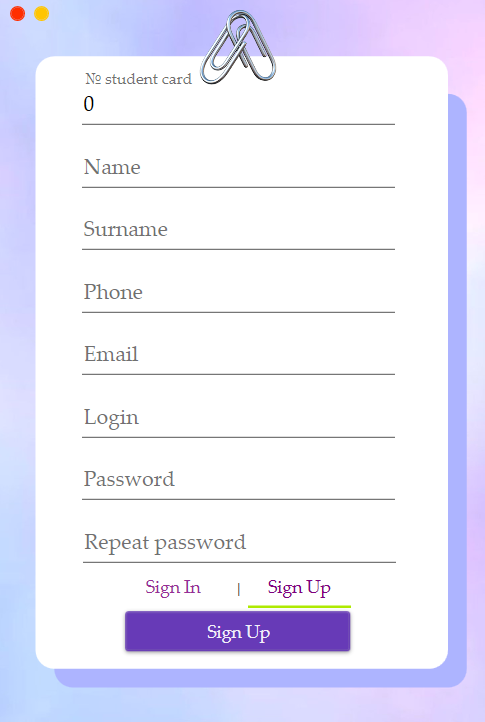 № student card
0
Name
Surname
Phone
Email
Login
Password
Repeat password
Sign In | Sign Up
Sign Up